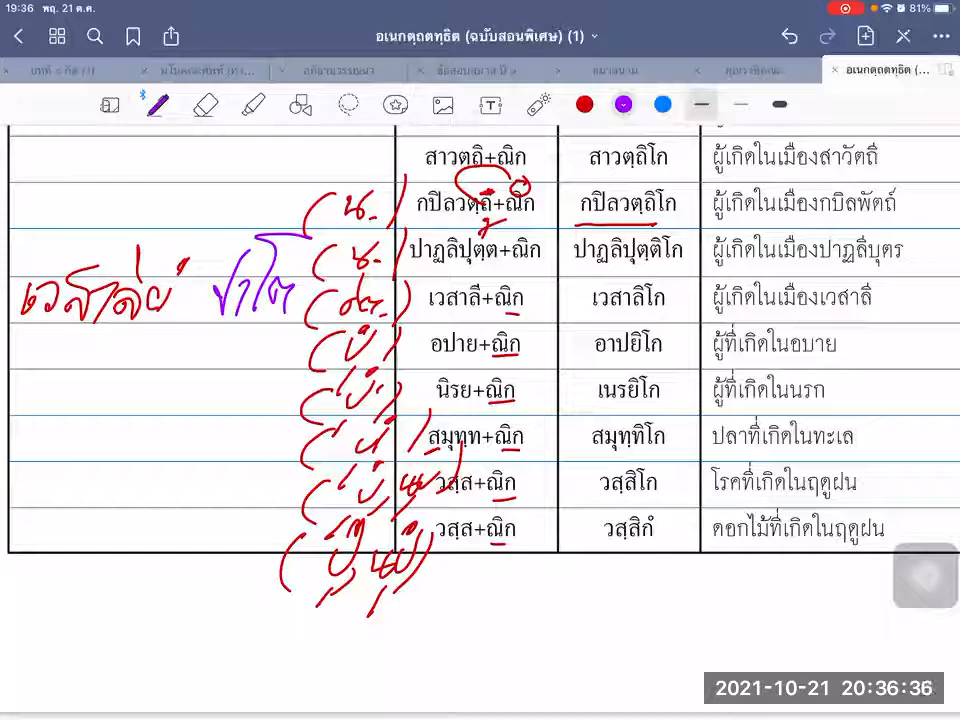 19:36 พฤ. 21 ต.ค. 81%
อเนกตฺถตทฺธิต (ฉบับสอนพิเศษ) (1)
อเนกตฺถตทฺธิต (...
สาวตฺถิ+ณิก สาวตฺถิโก ผู้เกิดในเมืองสาวัตถี
(น.) กปิลวตฺถิ+ณิก กปิลวตฺถิโก ผู้เกิดในเมืองกบิลพัตถ์
(น.) ปาฏลิปุตฺต+ณิก ปาฏลิปุตฺติโก ผู้เกิดในเมืองปาฏลีบุตร
เวสาลิยํ ชาโต เวสาลี+ณิก เวสาลิโก ผู้เกิดในเมืองเวสาลี
อปาย+ณิก อาปยิโก ผู้ที่เกิดในอบาย
นิรย+ณิก เนรยิโก ผู้ที่เกิดในนรก
สมุทฺท+ณิก สมุทฺทิโก ปลาที่เกิดในทะเล
วสฺส+ณิก วสฺสิโก โรคที่เกิดในฤดูฝน
วสฺส+ณิก วสฺสิกํ ดอกไม้ที่เกิดในฤดูฝน
2021-10-21 20:36:36